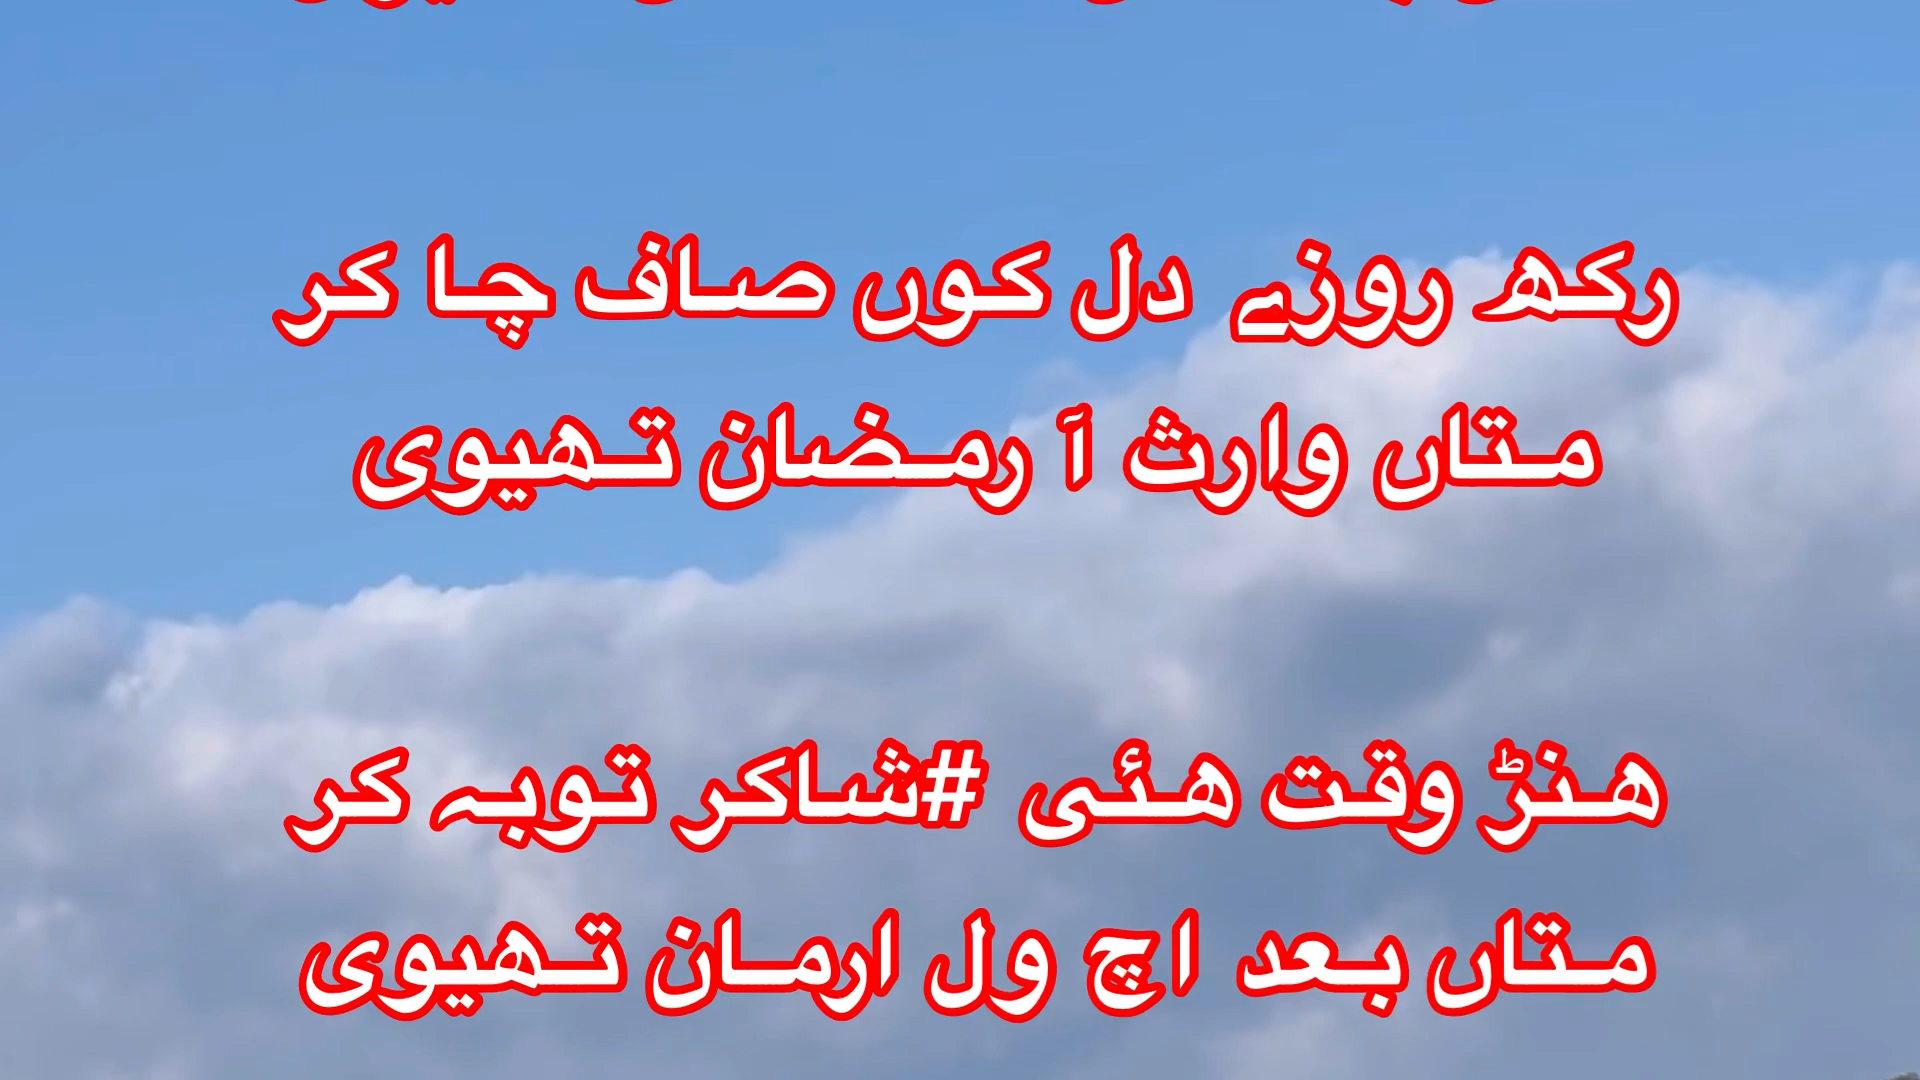 رکھ روزے دل کوں صاف چا کر
متاں وارث آ رمضان تھیوی
ھنڑ وقت ھئی #شاکر توبہ کر
متاں بعد اچ ول ارمان تھیوی